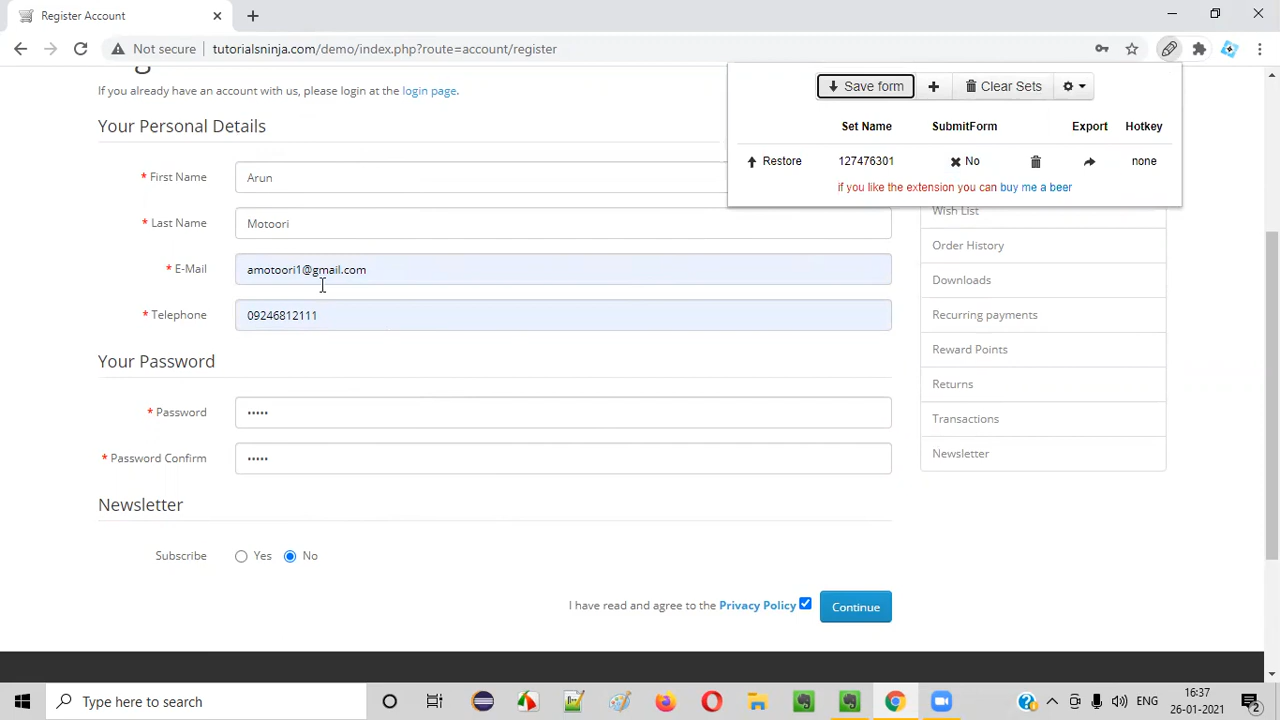 Register Account
Not secure
tutorialsninja.com/demo/index.php?route=account/register
Save form
Clear Sets
Set Name
SubmitForm
Export
Hotkey
Restore
127476301
No
none
if you like the extension you can buy me a beer
If you already have an account with us, please login at the login page.
Your Personal Details
* First Name
Arun
* Last Name
Motoori
* E-Mail
amotoori1@gmail.com
* Telephone
09246812111
Your Password
* Password
•••••
* Password Confirm
•••••
Newsletter
Subscribe
Yes
No
I have read and agree to the Privacy Policy
Continue
Wish List
Order History
Downloads
Recurring payments
Reward Points
Returns
Transactions
Newsletter
Type here to search
ENG
16:37
26-01-2021
2